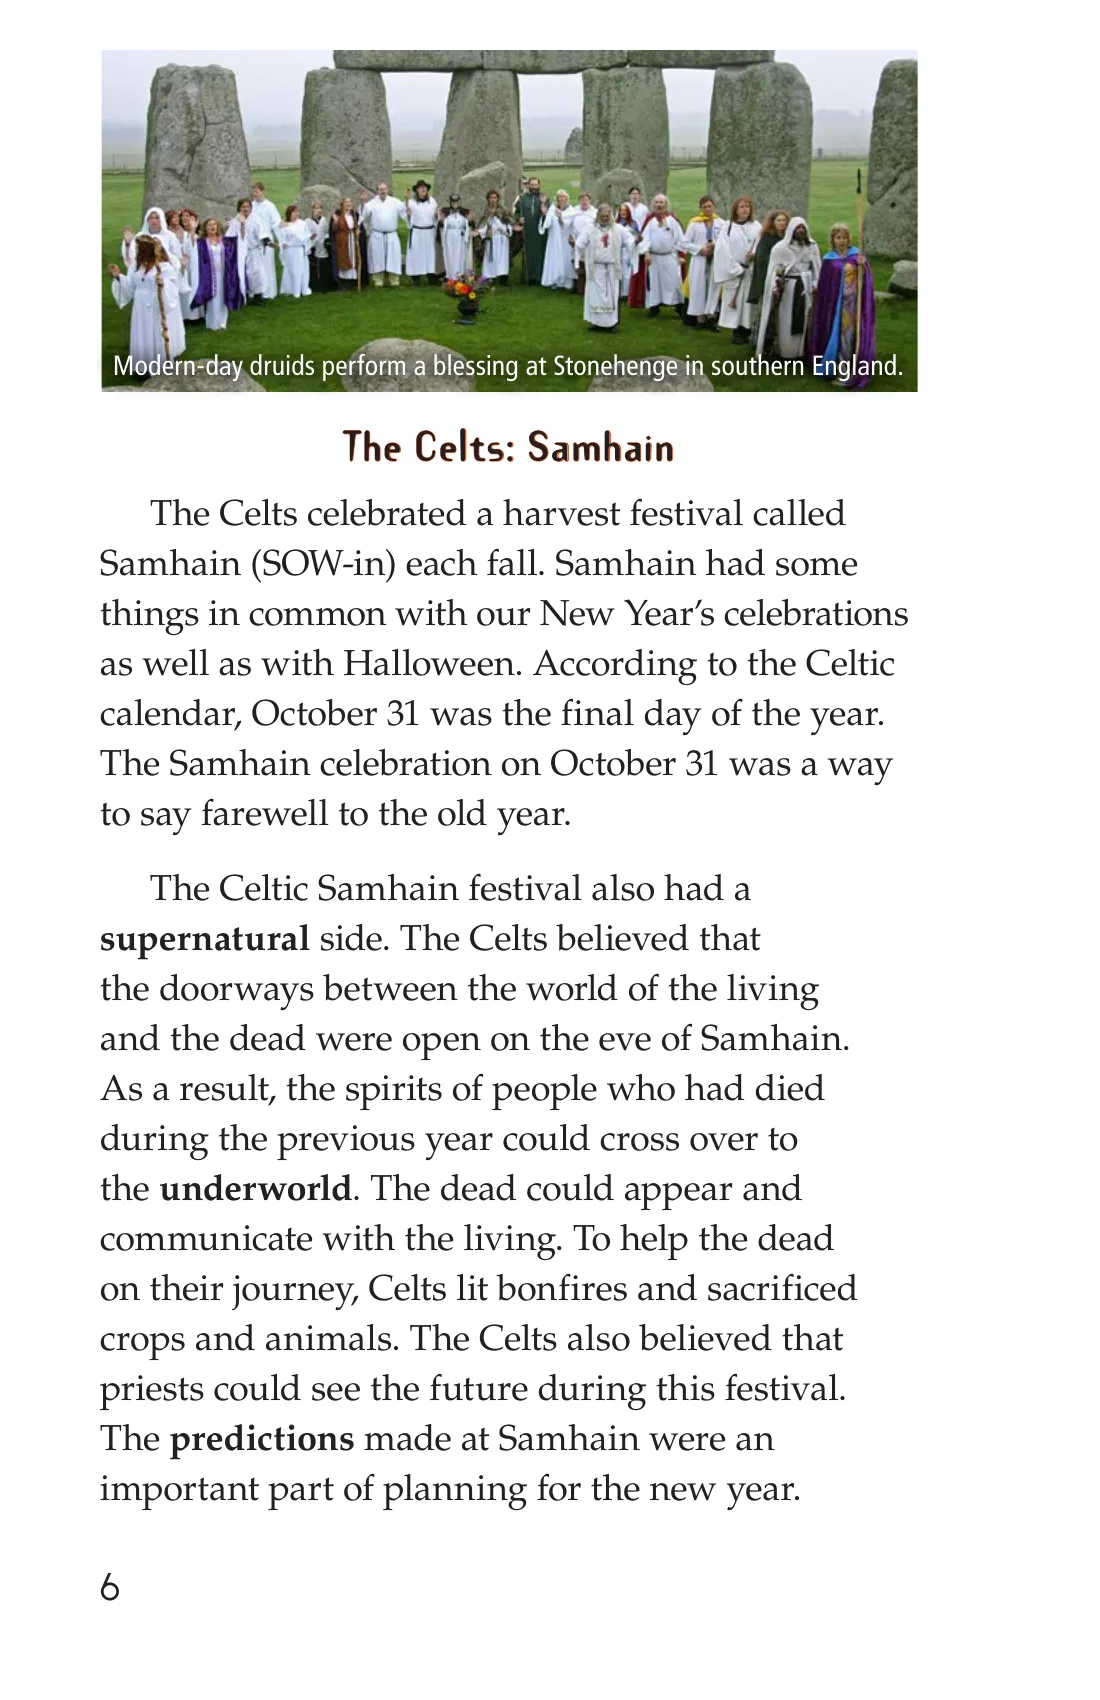 Modern-day druids perform a blessing at Stonehenge in southern England.
The Celts: Samhain
The Celts celebrated a harvest festival called
Samhain (SOW-in) each fall. Samhain had some
things in common with our New Year’s celebrations
as well as with Halloween. According to the Celtic
calendar, October 31 was the final day of the year.
The Samhain celebration on October 31 was a way
to say farewell to the old year.
The Celtic Samhain festival also had a
supernatural side. The Celts believed that
the doorways between the world of the living
and the dead were open on the eve of Samhain.
As a result, the spirits of people who had died
during the previous year could cross over to
the underworld. The dead could appear and
communicate with the living. To help the dead
on their journey, Celts lit bonfires and sacrificed
crops and animals. The Celts also believed that
priests could see the future during this festival.
The predictions made at Samhain were an
important part of planning for the new year.
6